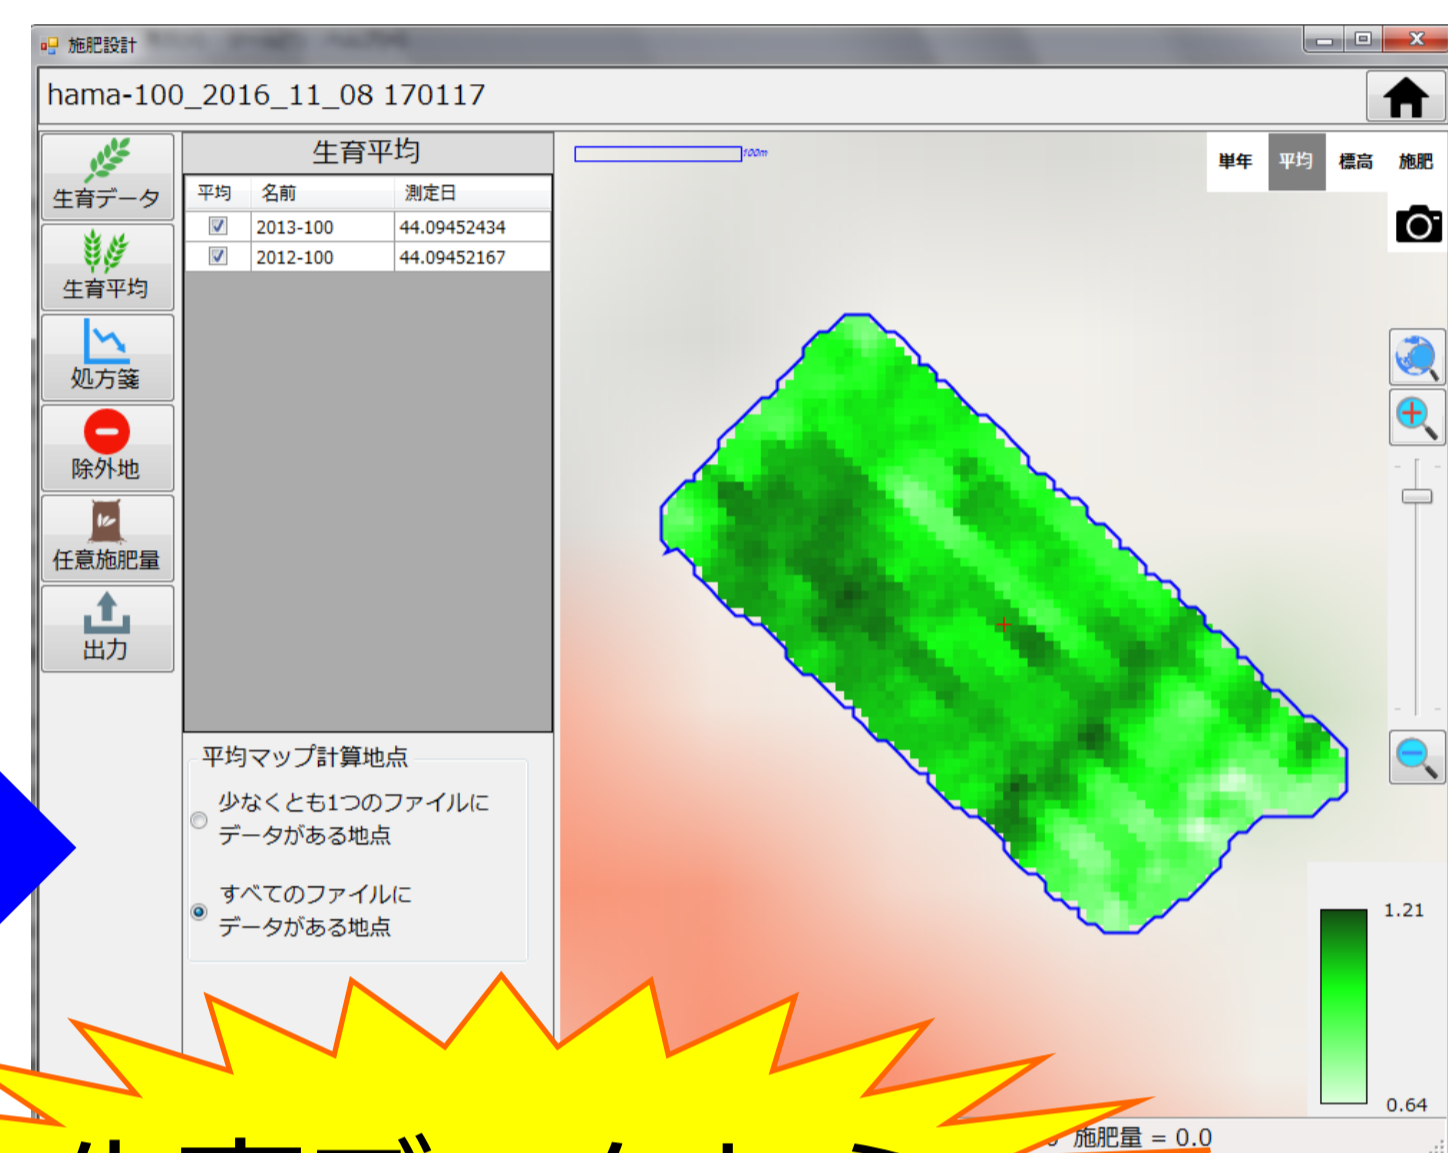 施肥設計
hama-100_2016_11_08 170117
生育データ
生育平均
処方箋
除外地
任意施肥量
出力
生育平均
平均 名前 測定日
2013-100 44.09452434
2012-100 44.09452167
平均マップ計算地点
少なくとも1つのファイルに
データがある地点
すべてのファイルに
データがある地点
100m
単年 平均 標高 施肥
1.21
0.64
施肥量 = 0.0